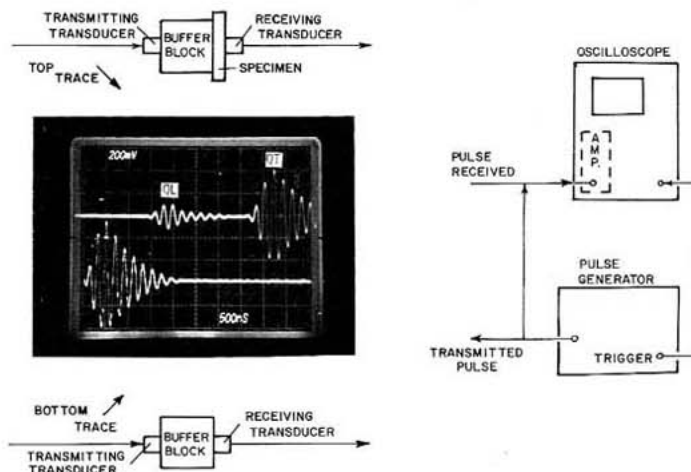 TRANSMITTING
TRANSDUCER
BUFFER
BLOCK
RECEIVING
TRANSDUCER
SPECIMEN
TOP
TRACE
200mV
QL
QT
500nS
BOTTOM
TRACE
TRANSMITTING
TRANSDUCER
BUFFER
BLOCK
RECEIVING
TRANSDUCER
OSCILLOSCOPE
AMP.
PULSE
RECEIVED
PULSE
GENERATOR
TRANSMITTED
PULSE
TRIGGER